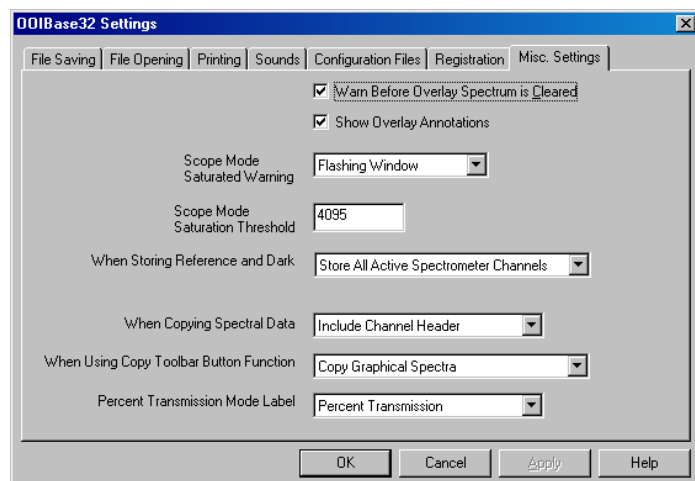 OOIBase32 Settings
File Saving File Opening Printing Sounds Configuration Files Registration Misc. Settings
Warn Before Overlay Spectrum is Cleared
Show Overlay Annotations
Scope Mode
Saturated Warning
Flashing Window
Scope Mode
Saturation Threshold
4095
When Storing Reference and Dark
Store All Active Spectrometer Channels
When Copying Spectral Data
Include Channel Header
When Using Copy Toolbar Button Function
Copy Graphical Spectra
Percent Transmission Mode Label
Percent Transmission
OK Cancel Apply Help